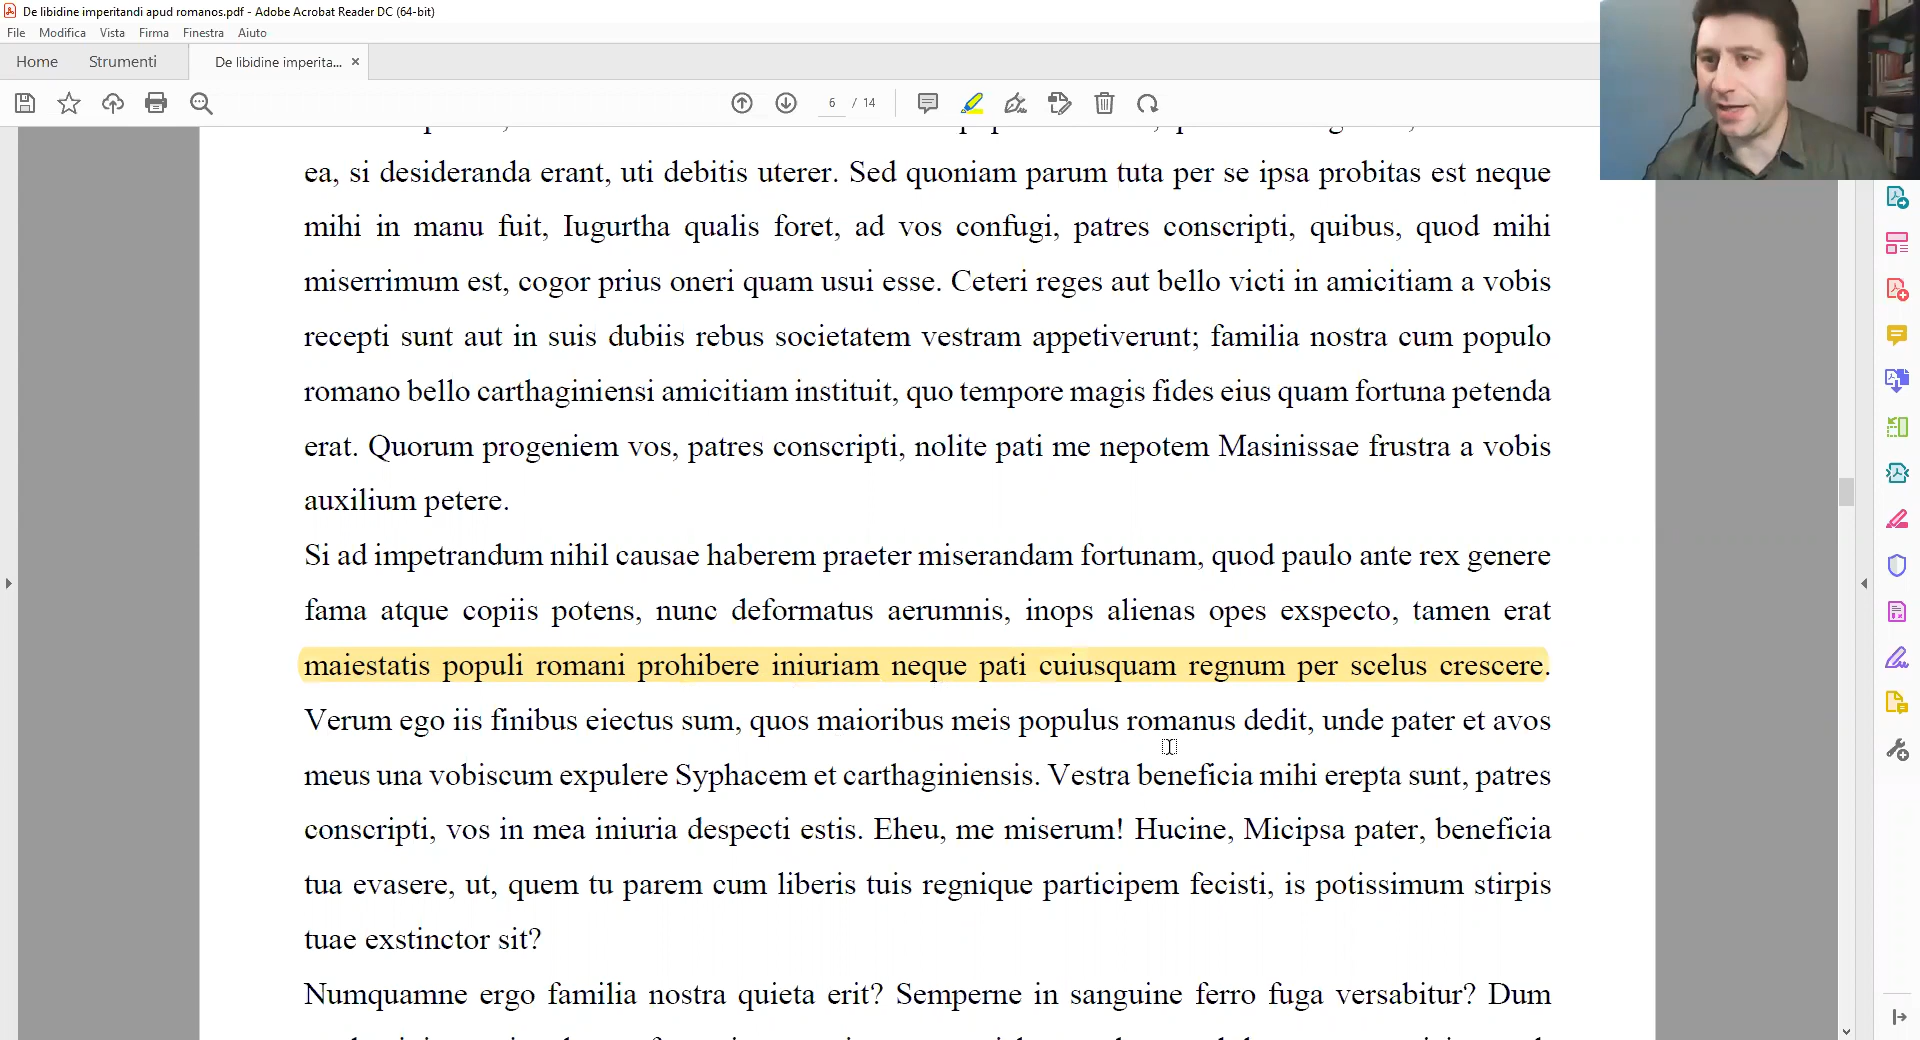 De libidine imperitandi apud romanos.pdf - Adobe Acrobat Reader DC (64-bit)
File Modifica Vista Firma Finestra Aiuto
Home Strumenti De libidine imperita... ×
6 / 14
ea, si desideranda erant, uti debitis uterer. Sed quoniam parum tuta per se ipsa probitas est neque
mihi in manu fuit, Iugurtha qualis foret, ad vos confugi, patres conscripti, quibus, quod mihi
miserrimum est, cogor prius oneri quam usui esse. Ceteri reges aut bello victi in amicitiam a vobis
recepti sunt aut in suis dubiis rebus societatem vestram appetiverunt; familia nostra cum populo
romano bello carthaginiensi amicitiam instituit, quo tempore magis fides eius quam fortuna petenda
erat. Quorum progeniem vos, patres conscripti, nolite pati me nepotem Masinissae frustra a vobis
auxilium petere.
Si ad impetrandum nihil causae haberem praeter miserandam fortunam, quod paulo ante rex genere
fama atque copiis potens, nunc deformatus aerumnis, inops alienas opes exspecto, tamen erat
maiestatis populi romani prohibere iniuriam neque pati cuiusquam regnum per scelus crescere.
Verum ego iis finibus eiectus sum, quos maioribus meis populus romanus dedit, unde pater et avos
meus una vobiscum expulere Syphacem et carthaginiensis. Vestra beneficia mihi erepta sunt, patres
conscripti, vos in mea iniuria despecti estis. Eheu, me miserum! Hucine, Micipsa pater, beneficia
tua evasere, ut, quem tu parem cum liberis tuis regnique participem fecisti, is potissimum stirpis
tuae exstinctor sit?
Numquamne ergo familia nostra quieta erit? Semperne in sanguine ferro fuga versabitur? Dum